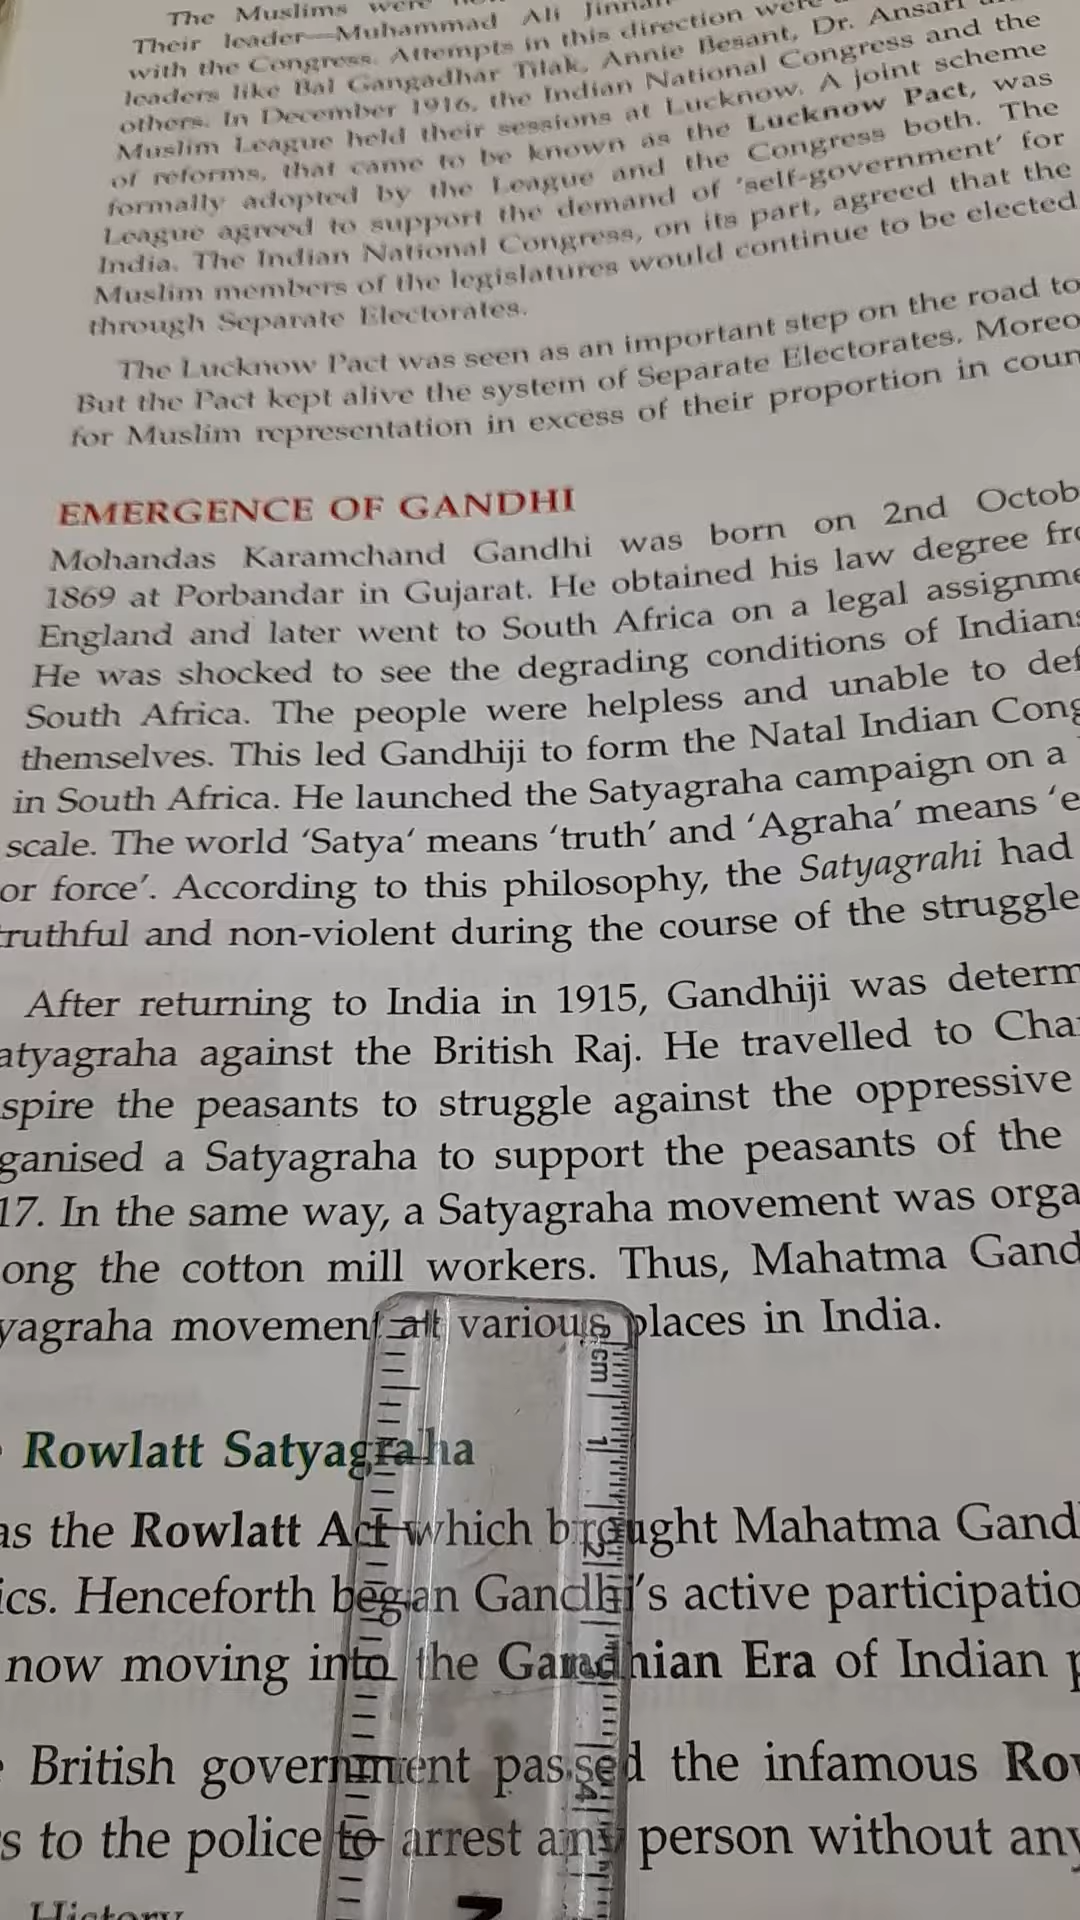 The Muslims were
Their leader—Muhammad Ali Jinnah
with the Congress. Attempts in this direction were
leaders like Bal Gangadhar Tilak, Annie Besant, Dr. Ansari
others. In December 1916, the Indian National Congress and the
Muslim League held their sessions at Lucknow. A joint scheme
of reforms, that came to be known as the Lucknow Pact, was
formally adopted by the League and the Congress both. The
League agreed to support the demand of 'self-government' for
India. The Indian National Congress, on its part, agreed that the
Muslim members of the legislatures would continue to be elected
through Separate Electorates.
The Lucknow Pact was seen as an important step on the road to
But the Pact kept alive the system of Separate Electorates. Moreo
for Muslim representation in excess of their proportion in coun
EMERGENCE OF GANDHI
Mohandas Karamchand Gandhi was born on 2nd Octob
1869 at Porbandar in Gujarat. He obtained his law degree fro
England and later went to South Africa on a legal assignme
He was shocked to see the degrading conditions of Indians
South Africa. The people were helpless and unable to def
themselves. This led Gandhiji to form the Natal Indian Cong
in South Africa. He launched the Satyagraha campaign on a
scale. The world 'Satya' means 'truth' and 'Agraha' means 'e
or force'. According to this philosophy, the Satyagrahi had
truthful and non-violent during the course of the struggle
After returning to India in 1915, Gandhiji was determ
atyagraha against the British Raj. He travelled to Cha
spire the peasants to struggle against the oppressive
ganised a Satyagraha to support the peasants of the
17. In the same way, a Satyagraha movement was orga
ong the cotton mill workers. Thus, Mahatma Gand
yagraha movement at various places in India.
Rowlatt Satyagraha
as the Rowlatt Act which brought Mahatma Gand
ics. Henceforth began Gandhi's active participatio
now moving into the Gandhian Era of Indian p
British government passed the infamous Row
s to the police to arrest any person without any
History
cm
1
2
4